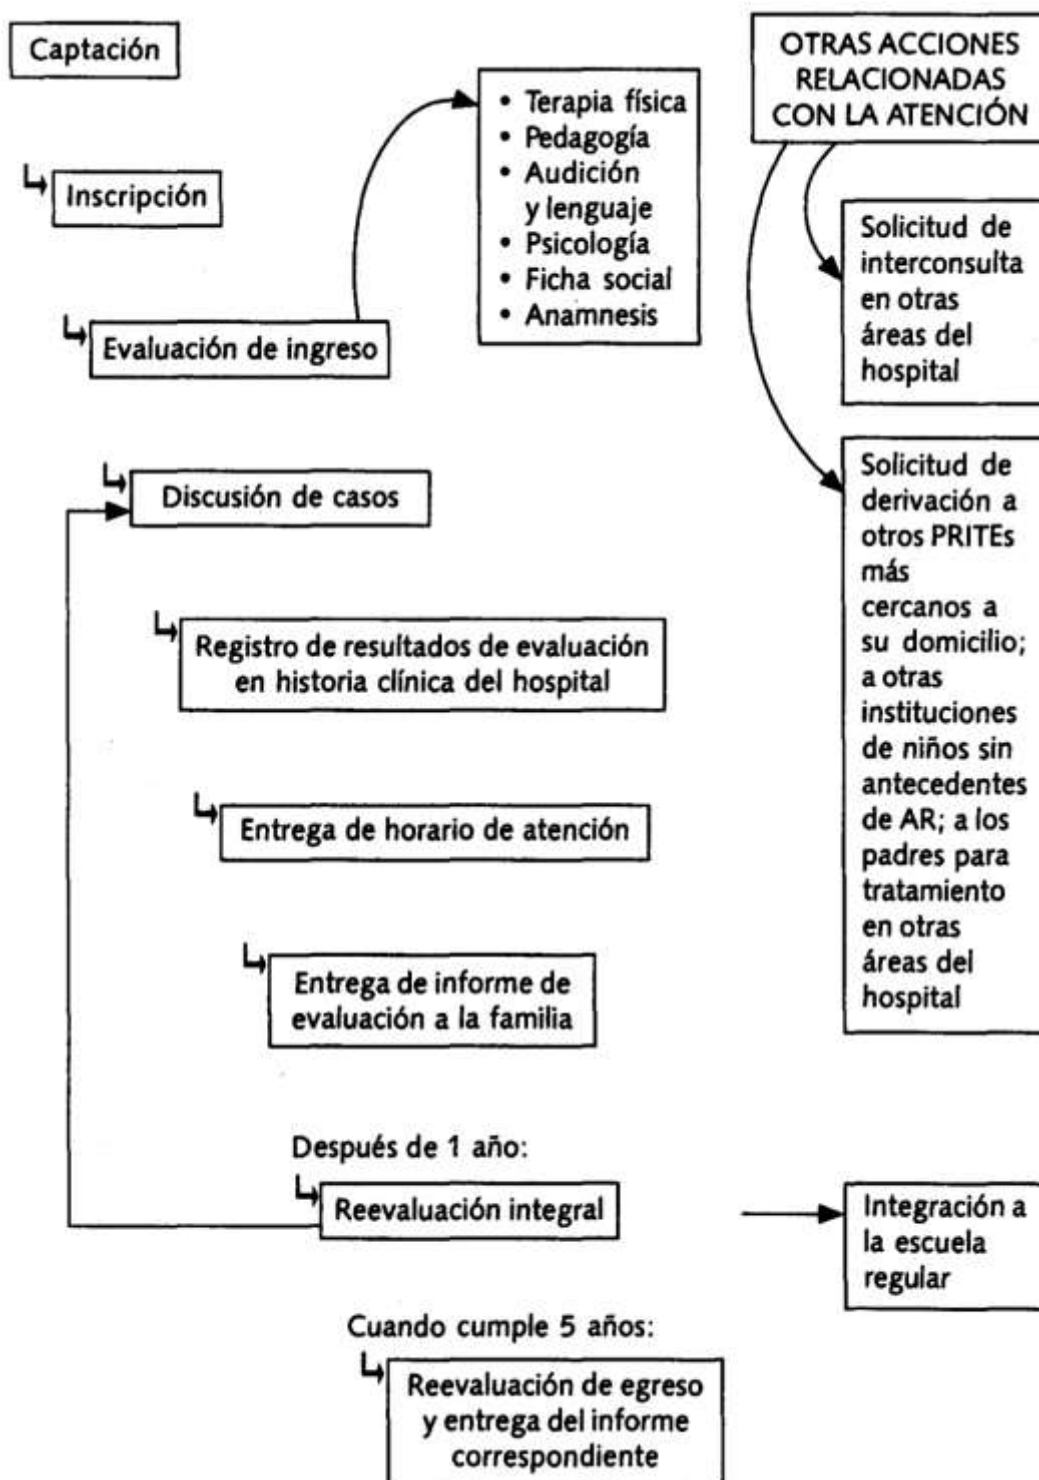 Captación
Inscripción
Evaluación de ingreso
• Terapia física
• Pedagogía
• Audición
y lenguaje
• Psicología
• Ficha social
• Anamnesis
OTRAS ACCIONES
RELACIONADAS
CON LA ATENCIÓN
Solicitud de
interconsulta
en otras
áreas del
hospital
Solicitud de
derivación a
otros PRITEs
más
cercanos a
su domicilio;
a otras
instituciones
de niños sin
antecedentes
de AR; a los
padres para
tratamiento
en otras
áreas del
hospital
Discusión de casos
Registro de resultados de evaluación
en historia clínica del hospital
Entrega de horario de atención
Entrega de informe de
evaluación a la familia
Después de 1 año:
Reevaluación integral
Integración a
la escuela
regular
Cuando cumple 5 años:
Reevaluación de egreso
y entrega del informe
correspondiente